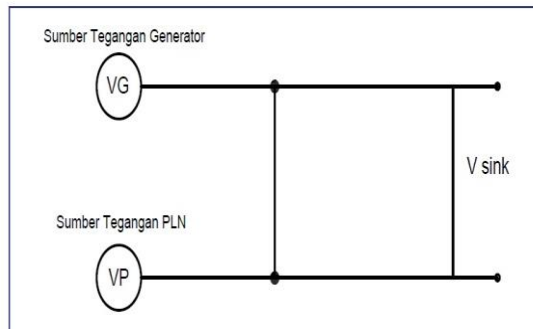 Sumber Tegangan Generator
VG
V sink
Sumber Tegangan PLN
VP